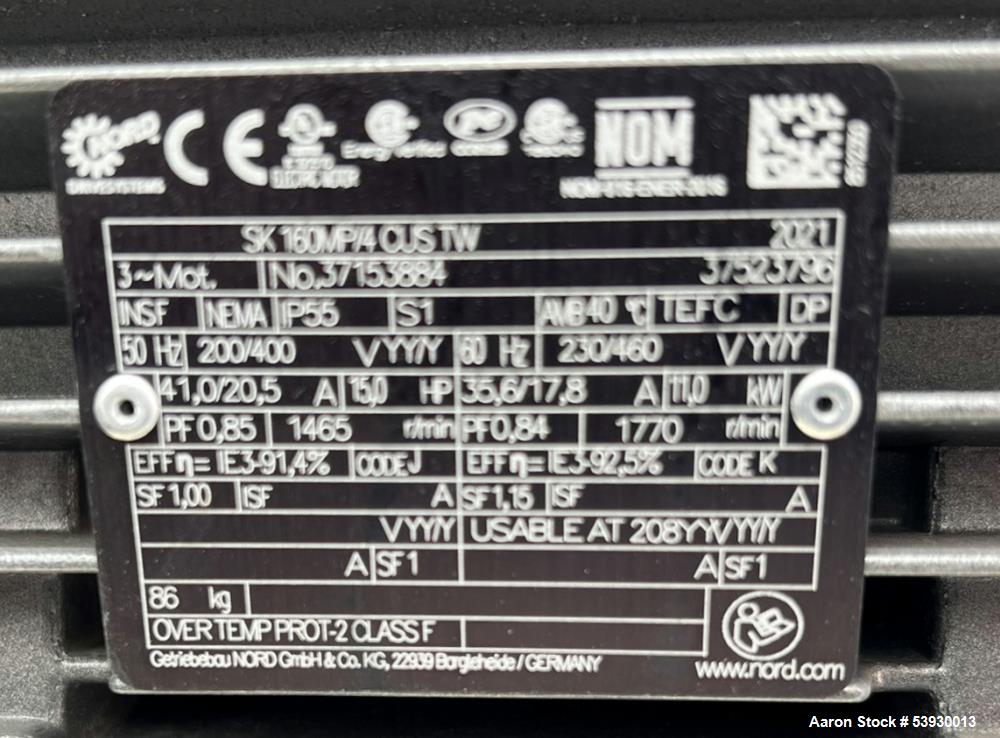 NORD
DRIVESYSTEMS
CE
Energy Verified
NOM
NOM-016-ENER-2016
SK 160MP/4 CUS TW 2021
3~Mot. No. 37153884 37523796
INSF NEMA IP55 S1 AMB 40 °C TEFC DP
50 Hz 200/400 V YY/Y 60 Hz 230/460 V YY/Y
41,0/20,5 A 15,0 HP 35,6/17,8 A 11,0 kW
PF 0,85 1465 r/min PF 0,84 1770 r/min
EFF η= IE3-91,4% CODE J EFF η= IE3-92,5% CODE K
SF 1,00 ISF A SF 1,15 ISF A
V YY/Y USABLE AT 208YY V YY/Y
A SF 1 A SF 1
86 kg
OVER TEMP PROT-2 CLASS F
Getriebebau NORD GmbH & Co. KG, 22939 Bargteheide / GERMANY
www.nord.com
Aaron Stock # 53930013